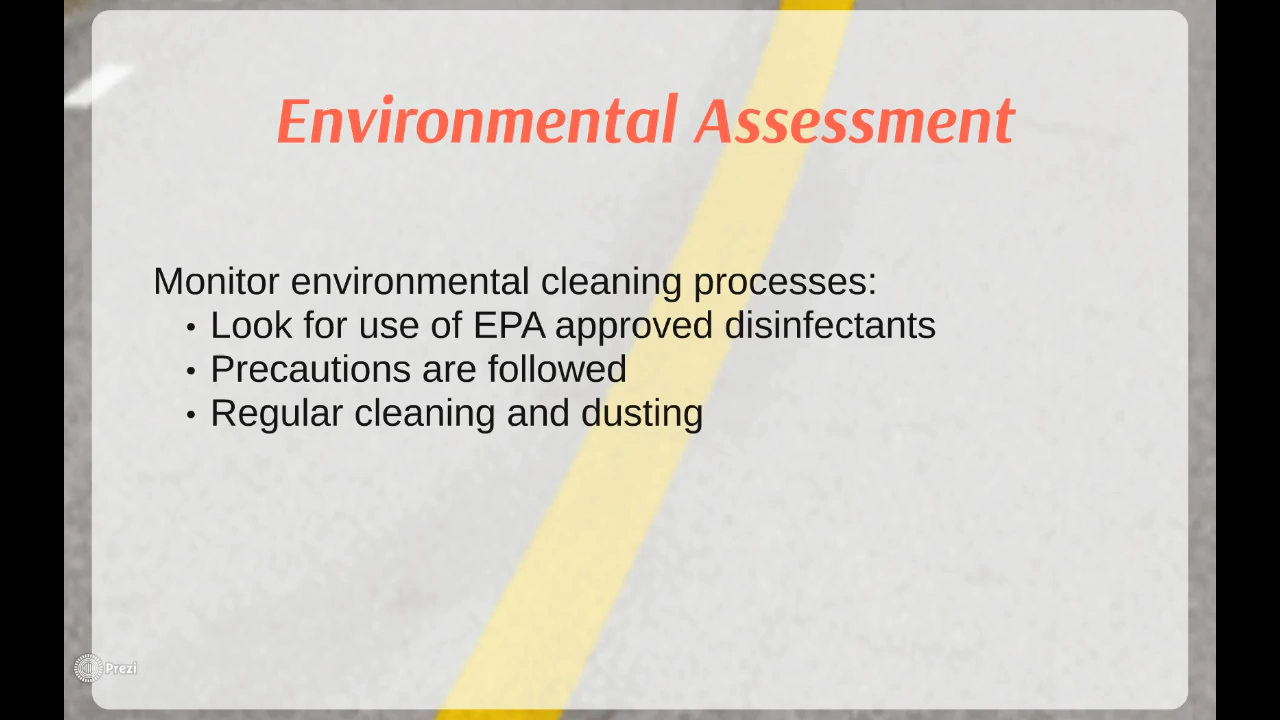 Environmental Assessment
Monitor environmental cleaning processes:
• Look for use of EPA approved disinfectants
• Precautions are followed
• Regular cleaning and dusting
Prezi